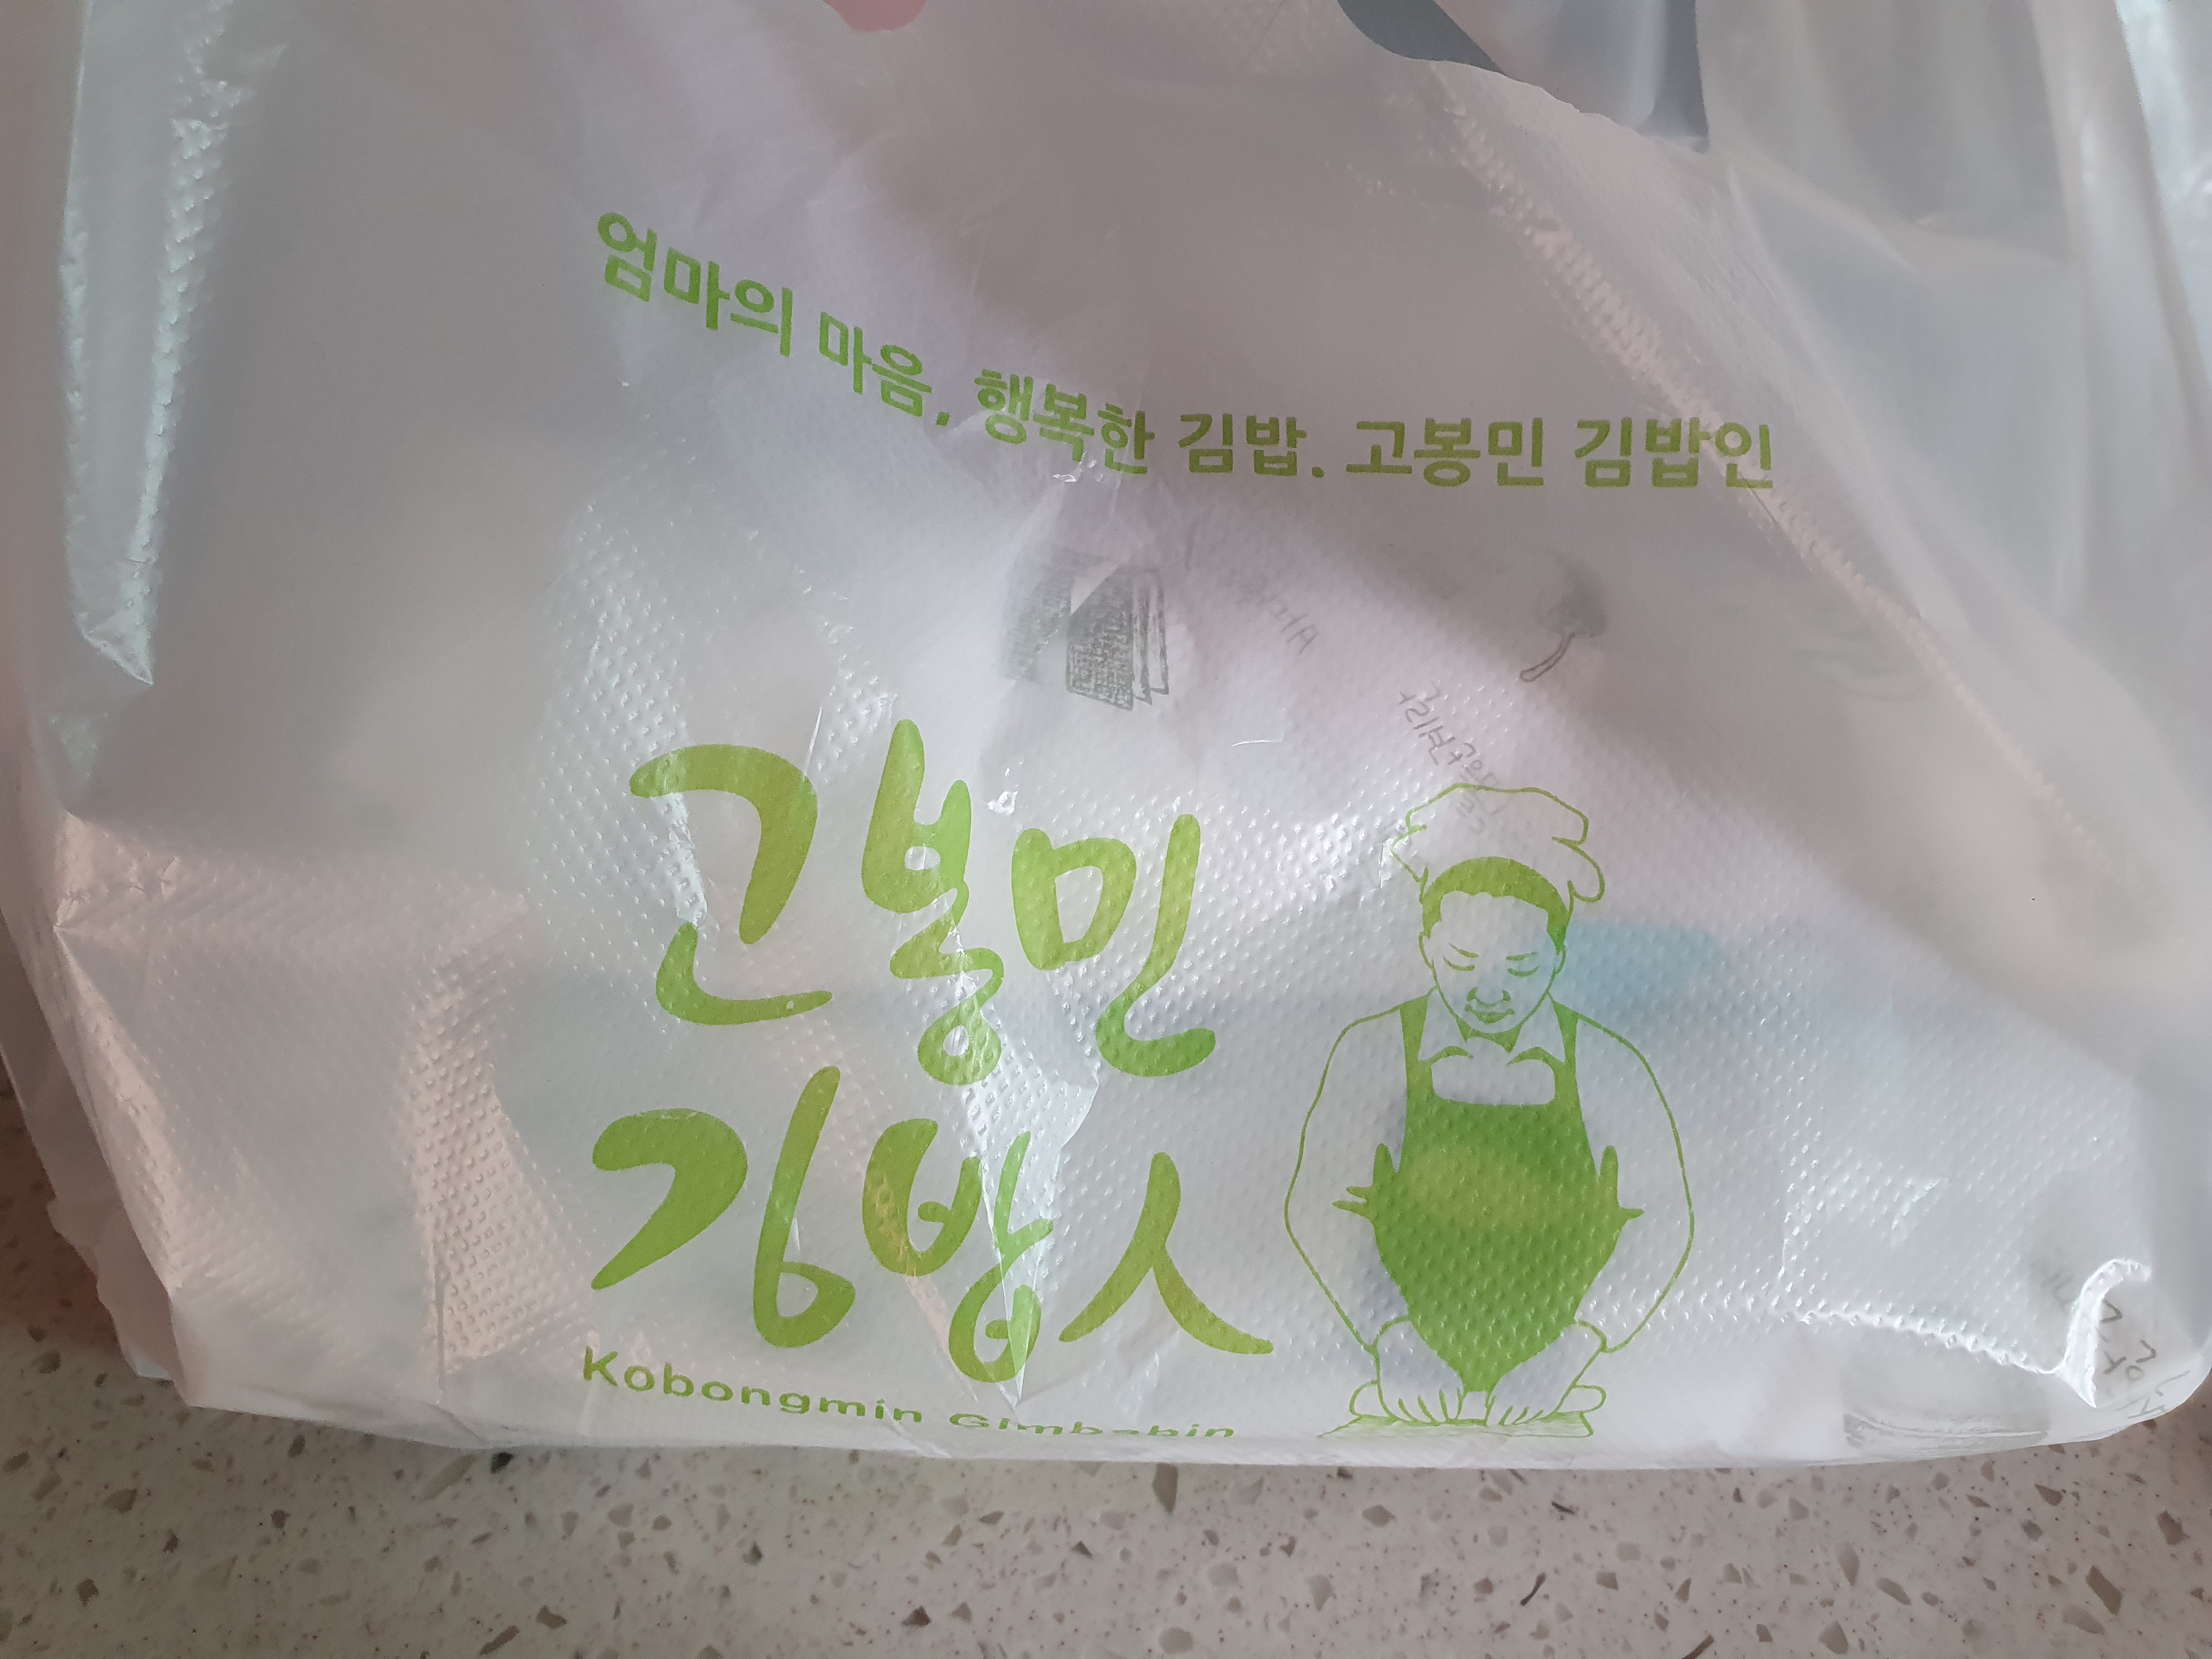 엄마의 마음, 행복한 김밥. 고봉민 김밥인
고봉민
김밥人
Kobongmin Gimbabin